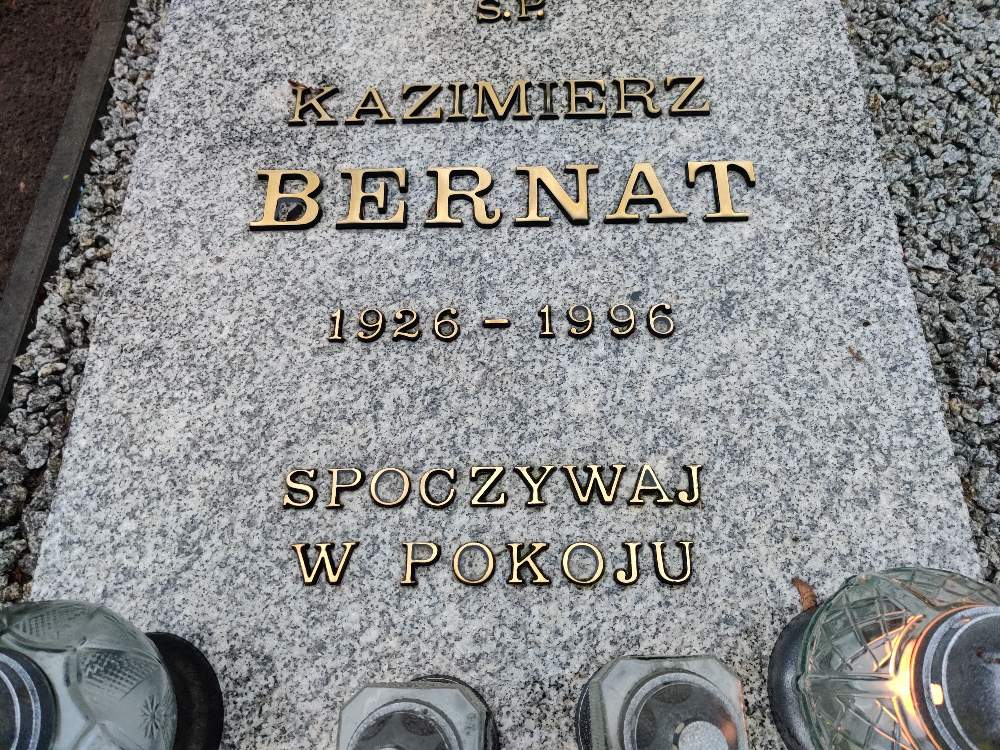 Ś.P.
KAZIMIERZ
BERNAT
1926 - 1996
SPOCZYWAJ
W POKOJU